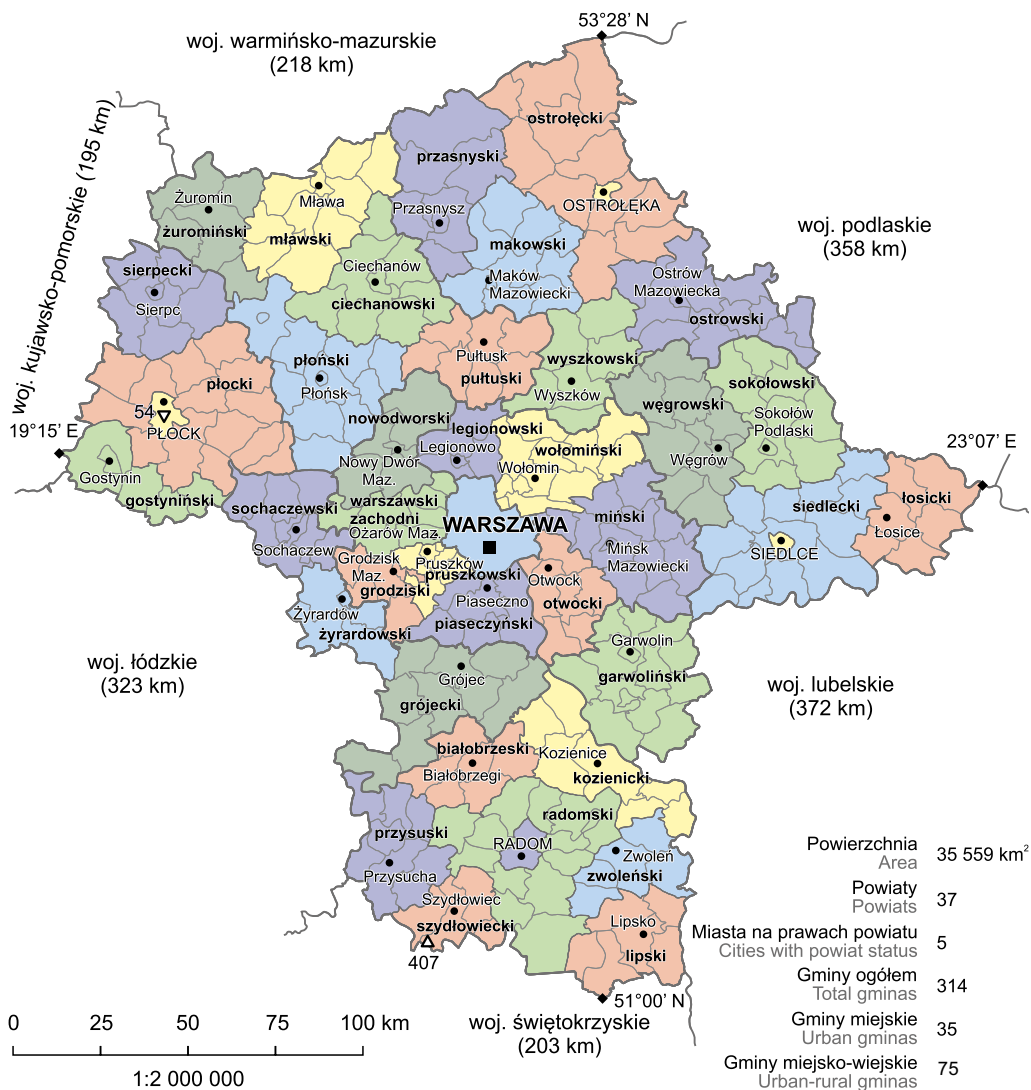 53°28’ N
woj. warmińsko-mazurskie
(218 km)
woj. kujawsko-pomorskie (195 km)
woj. podlaskie
(358 km)
ostrołęcki
OSTROŁĘKA
przasnyski
Przasnysz
Żuromin
żuromiński
Mława
mławski
makowski
Maków
Mazowiecki
sierpecki
Sierpc
Ciechanów
ciechanowski
Ostrów
Mazowiecka
ostrowski
płoński
Płońsk
Pułtusk
pułtuski
wyszkowski
Wyszków
płocki
54
PŁOCK
19°15’ E
sokołowski
Sokołów
Podlaski
węgrowski
Węgrów
23°07’ E
nowodworski
Nowy Dwór
Maz.
legionowski
Legionowo
wołomiński
Wołomin
Gostynin
gostyniński
sochaczewski
Sochaczew
warszawski
zachodni
Ożarów Maz.
WARSZAWA
miński
Mińsk
Mazowiecki
siedlecki
SIEDLCE
łosicki
Łosice
Grodzisk
Maz.
grodziski
Pruszków
pruszkowski
Piaseczno
piaseczyński
Otwock
otwocki
Żyrardów
żyrardowski
Garwolin
garwoliński
woj. łódzkie
(323 km)
woj. lubelskie
(372 km)
Grójec
grójecki
białobrzeski
Białobrzegi
Kozienice
kozienicki
radomski
RADOM
przysuski
Przysucha
Zwoleń
zwoleński
Szydłowiec
szydłowiecki
407
Lipsko
lipski
51°00’ N
woj. świętokrzyskie
(203 km)
Powierzchnia
Area
35 559 km²
Powiaty
Powiats
37
Miasta na prawach powiatu
Cities with powiat status
5
Gminy ogółem
Total gminas
314
Gminy miejskie
Urban gminas
35
Gminy miejsko-wiejskie
Urban-rural gminas
75
0 25 50 75 100 km
1:2 000 000